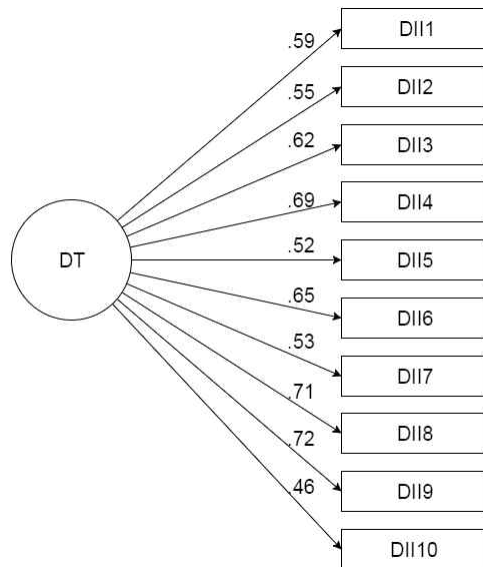 DII1
.59
DII2
.55
DII3
.62
DII4
.69
DT
DII5
.52
DII6
.65
DII7
.53
DII8
.71
DII9
.72
DII10
.46